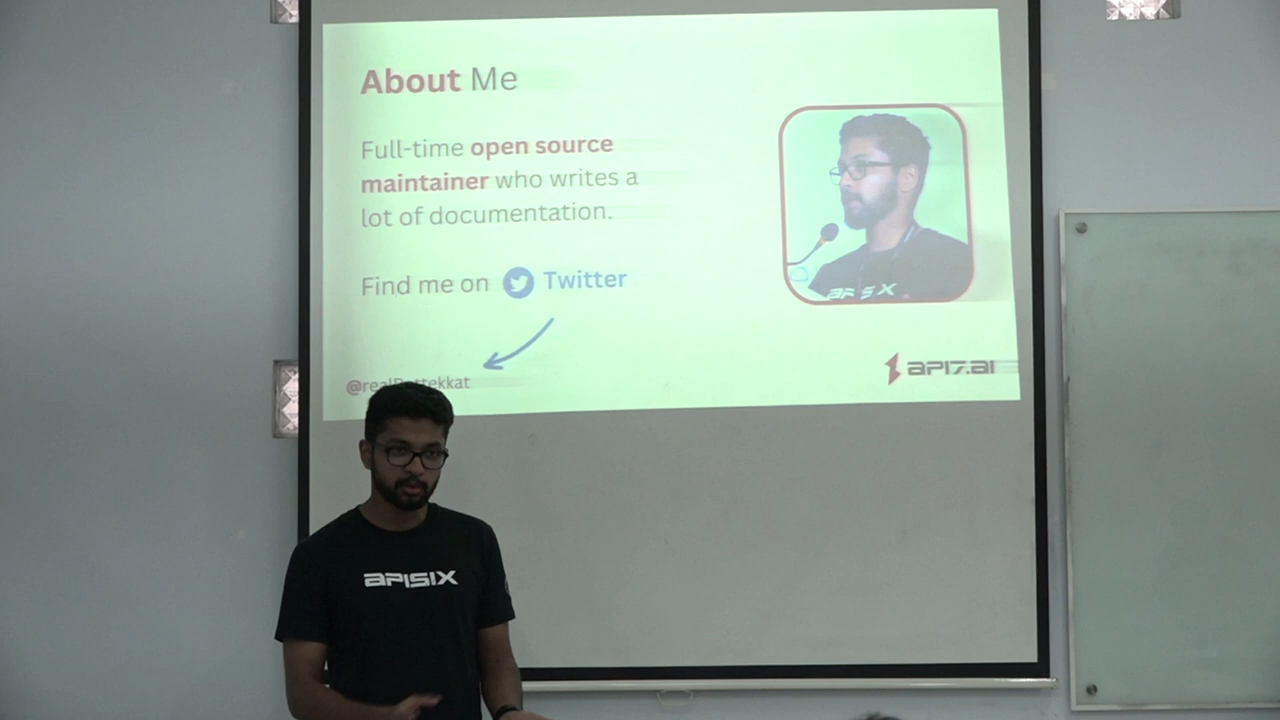 About Me
Full-time open source
maintainer who writes a
lot of documentation.
Find me on Twitter
APISIX
API7.ai
APISIX